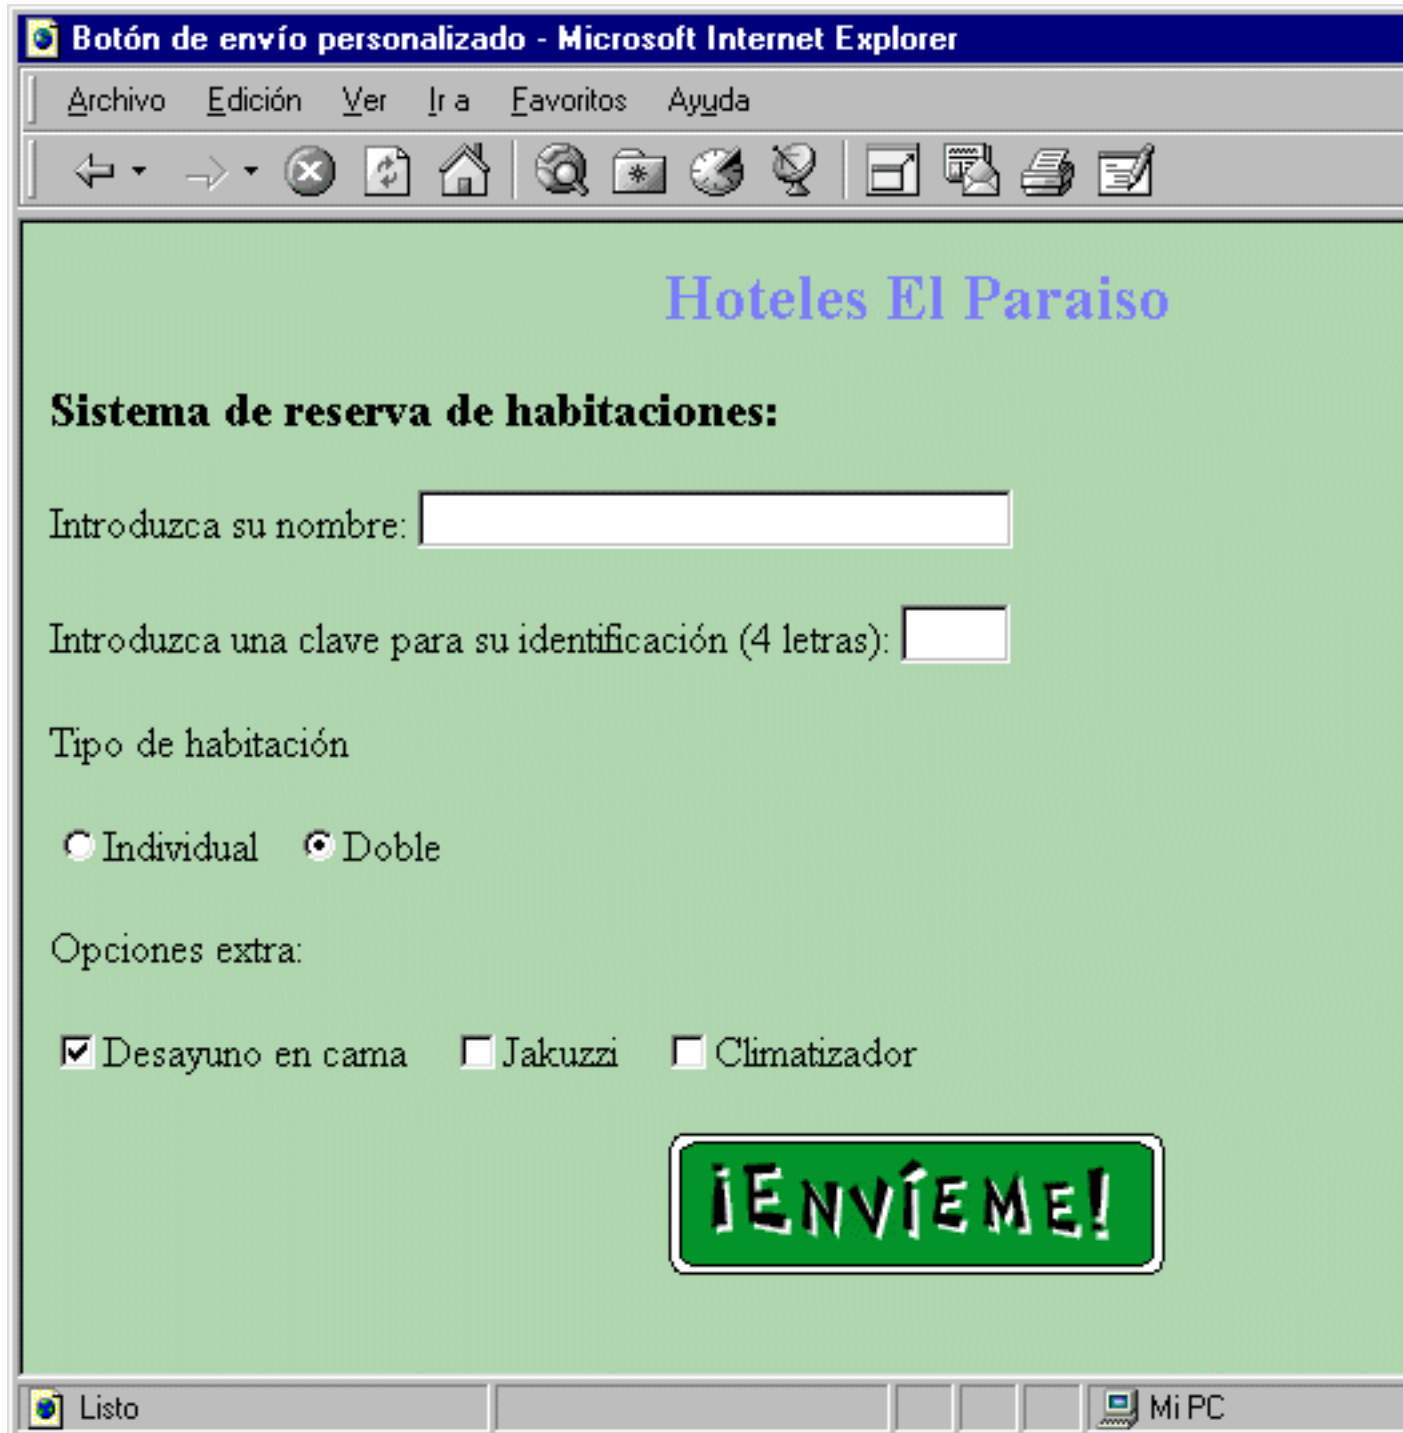 Botón de envío personalizado - Microsoft Internet Explorer
Archivo Edición Ver Ir a Favoritos Ayuda
Hoteles El Paraiso
Sistema de reserva de habitaciones:
Introduzca su nombre:
Introduzca una clave para su identificación (4 letras):
Tipo de habitación
Individual Doble
Opciones extra:
Desayuno en cama Jakuzzi Climatizador
¡ENVÍEME!
Listo Mi PC